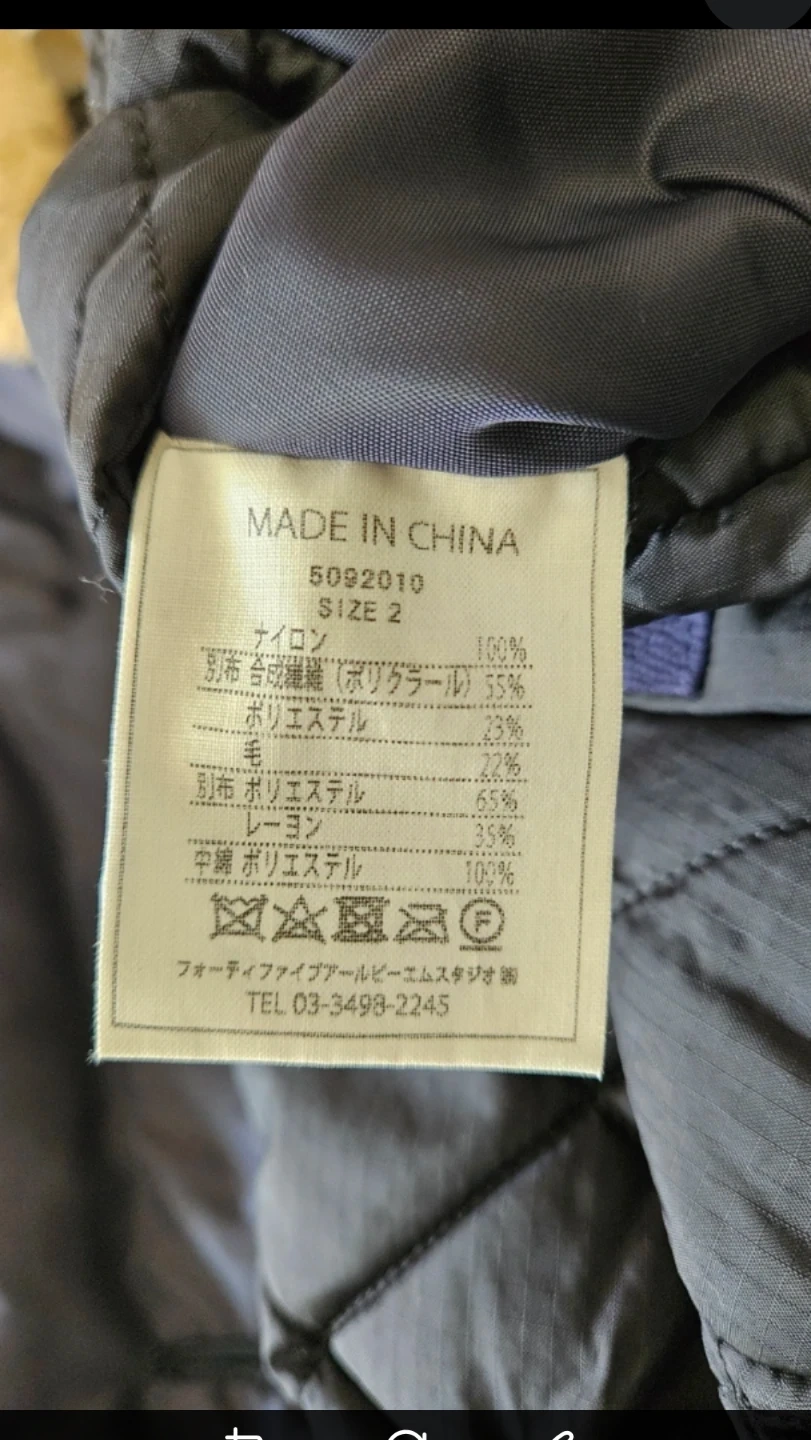 MADE IN CHINA
5092010
SIZE 2
ナイロン 100%
別布 合成繊維（ポリクラール） 55%
ポリエステル 23%
毛 22%
別布 ポリエステル 65%
レーヨン 35%
中綿 ポリエステル 100%
F
フォーティファイブアールピーエムスタジオ ㈱
TEL 03-3498-2245